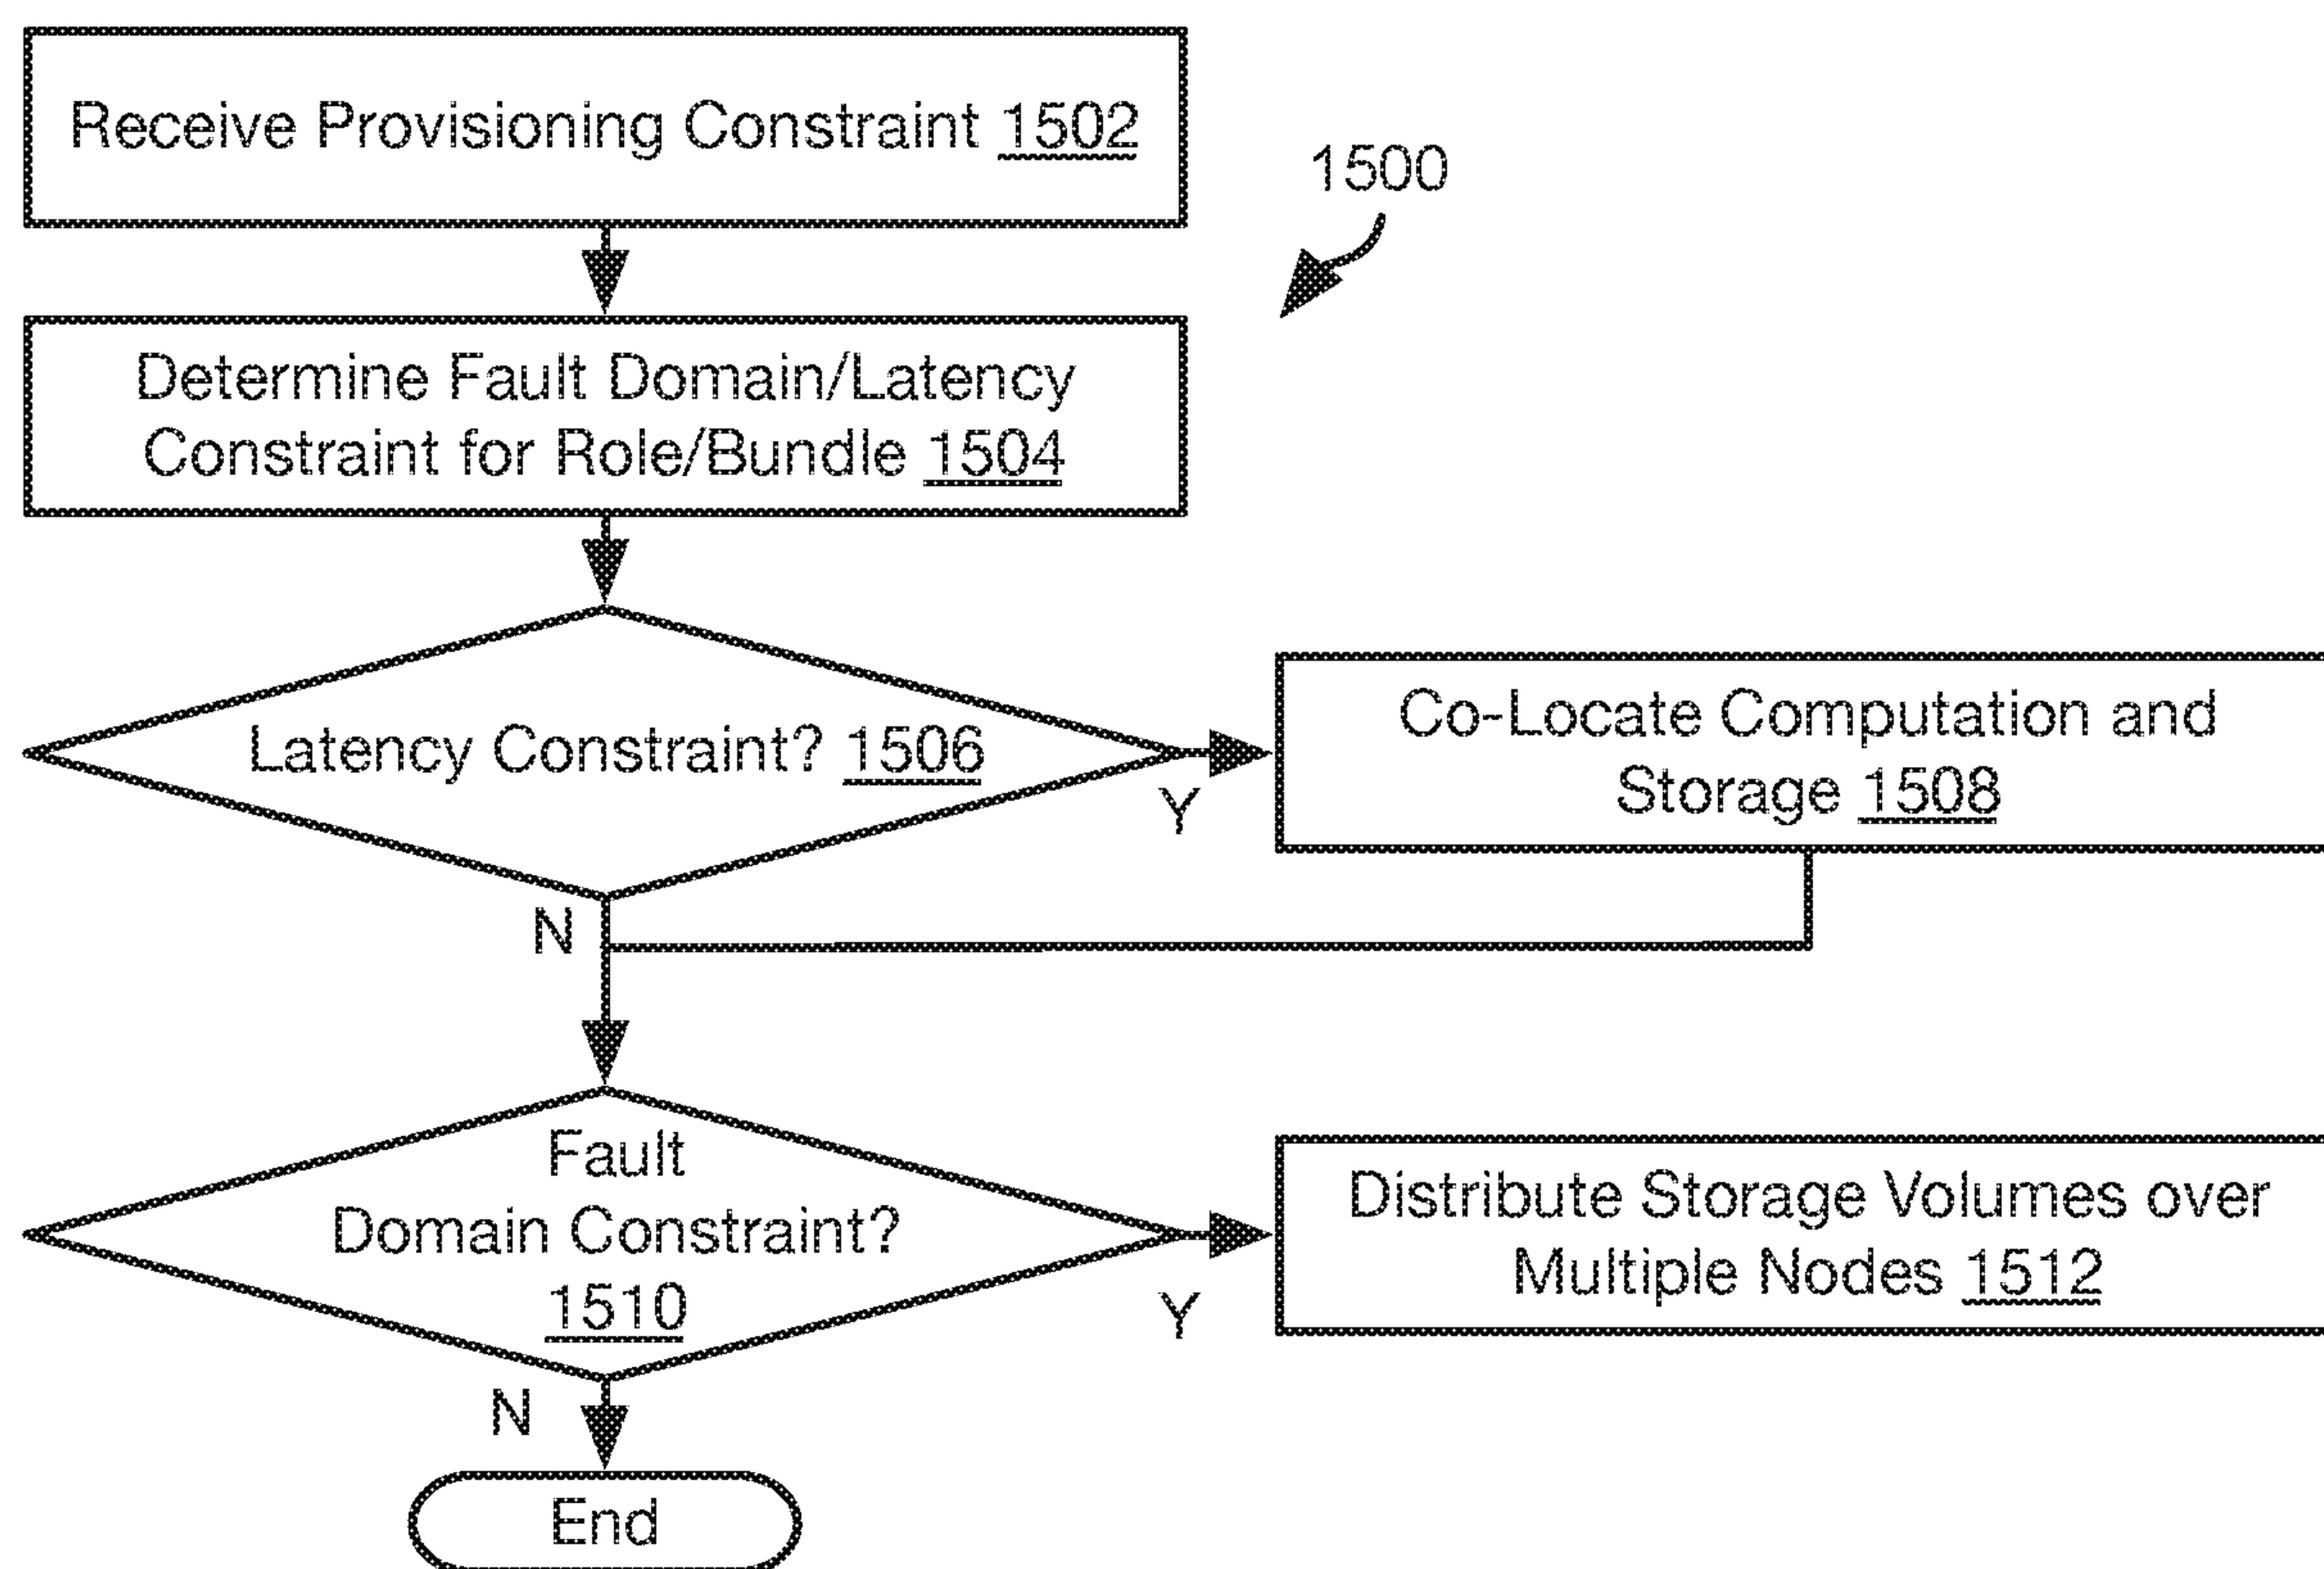 Receive Provisioning Constraint 1502
1500
Determine Fault Domain/Latency
Constraint for Role/Bundle 1504
Latency Constraint? 1506
Y
Co-Locate Computation and
Storage 1508
N
Fault
Domain Constraint?
1510
Y
Distribute Storage Volumes over
Multiple Nodes 1512
N
End